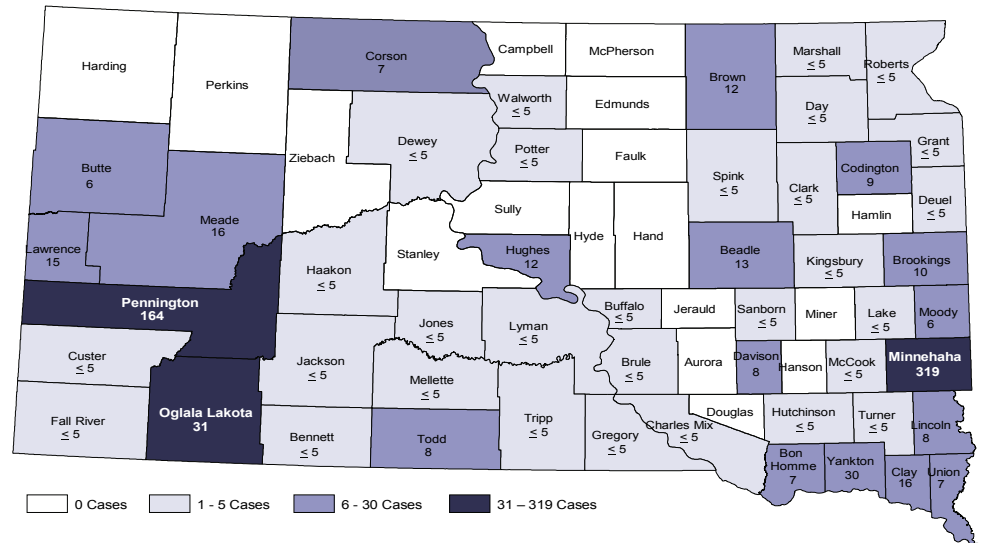 Harding
Perkins
Corson
7
Campbell
McPherson
Brown
12
Marshall
≤ 5
Roberts
≤ 5
Walworth
≤ 5
Edmunds
Day
≤ 5
Butte
6
Ziebach
Dewey
≤ 5
Potter
≤ 5
Faulk
Spink
≤ 5
Clark
≤ 5
Codington
9
Grant
≤ 5
Hamlin
Deuel
≤ 5
Meade
16
Lawrence
15
Sully
Stanley
Hughes
12
Hyde
Hand
Beadle
13
Kingsbury
≤ 5
Brookings
10
Haakon
≤ 5
Pennington
164
Jones
≤ 5
Lyman
≤ 5
Buffalo
≤ 5
Jerauld
Sanborn
≤ 5
Miner
Lake
≤ 5
Moody
6
Custer
≤ 5
Jackson
≤ 5
Mellette
≤ 5
Brule
≤ 5
Aurora
Davison
8
Hanson
McCook
≤ 5
Minnehaha
319
Fall River
≤ 5
Oglala Lakota
31
Bennett
≤ 5
Todd
8
Tripp
≤ 5
Gregory
≤ 5
Charles Mix
≤ 5
Douglas
Hutchinson
≤ 5
Turner
≤ 5
Lincoln
8
Bon
Homme
7
Yankton
30
Clay
16
Union
7
0 Cases
1 - 5 Cases
6 - 30 Cases
31 – 319 Cases